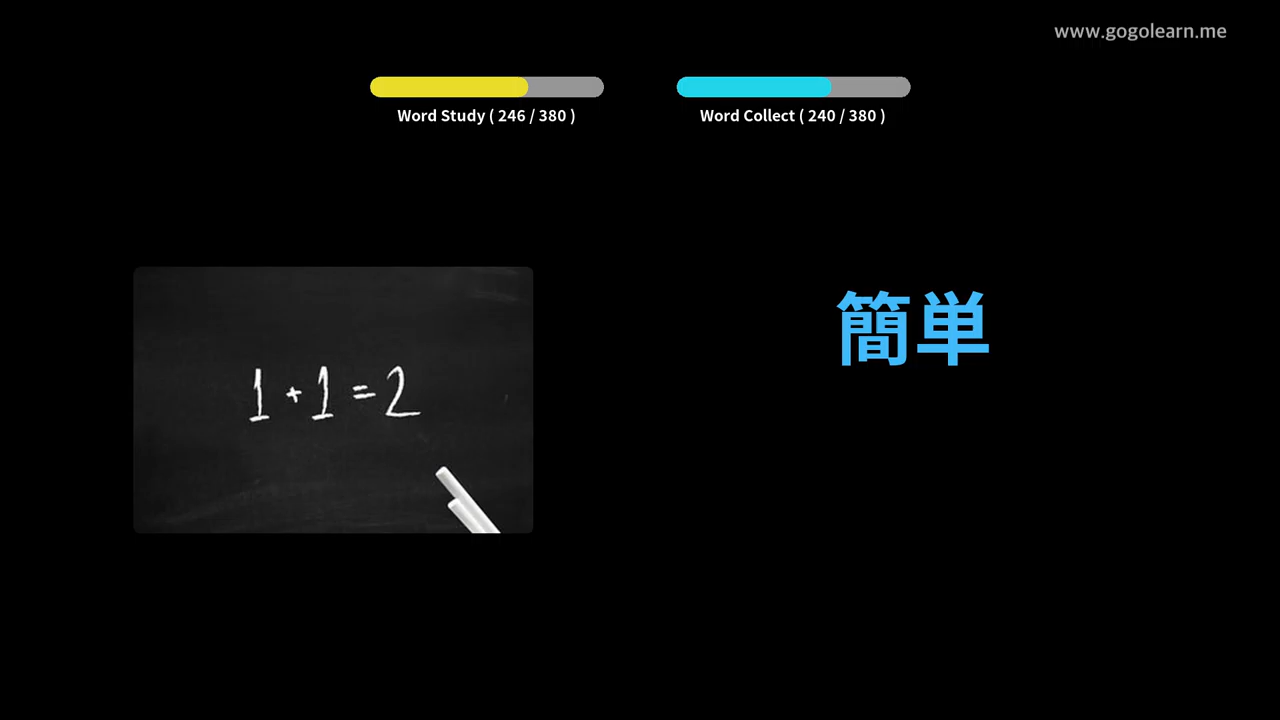 www.gogolearn.me
Word Study ( 246 / 380 )
Word Collect ( 240 / 380 )
簡単
1 + 1 = 2